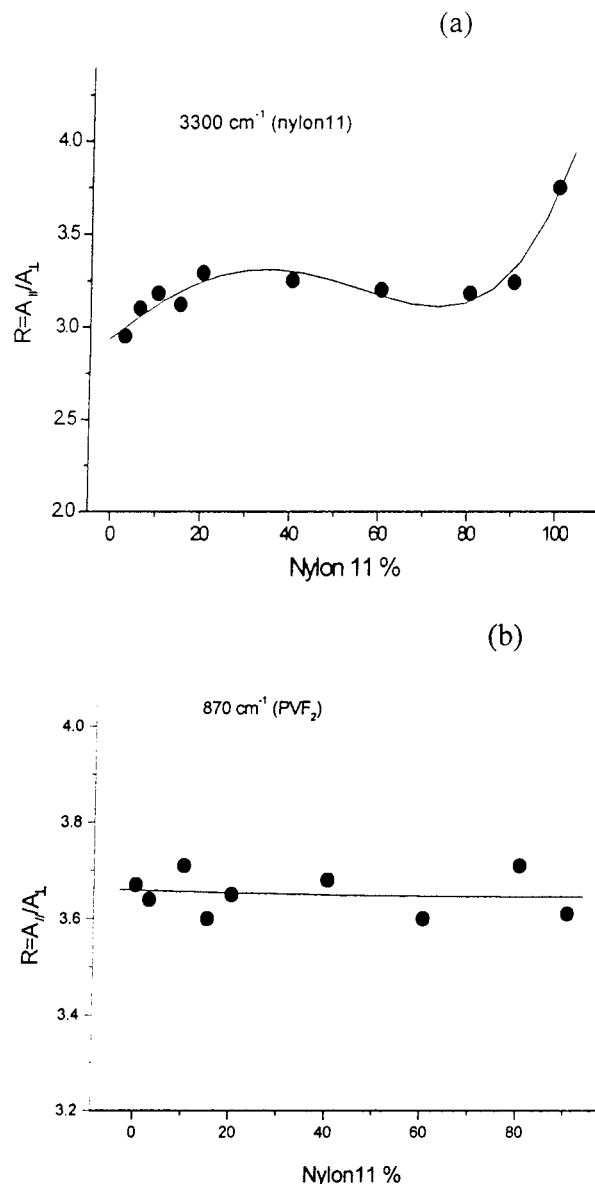 (a)
3300 cm⁻¹ (nylon11)
4.0
3.5
3.0
2.5
2.0
R=A||/A⊥
0 20 40 60 80 100
Nylon 11 %
(b)
870 cm⁻¹ (PVF₂)
4.0
3.8
3.6
3.4
3.2
R=A∥/A⊥
0 20 40 60 80
Nylon11 %